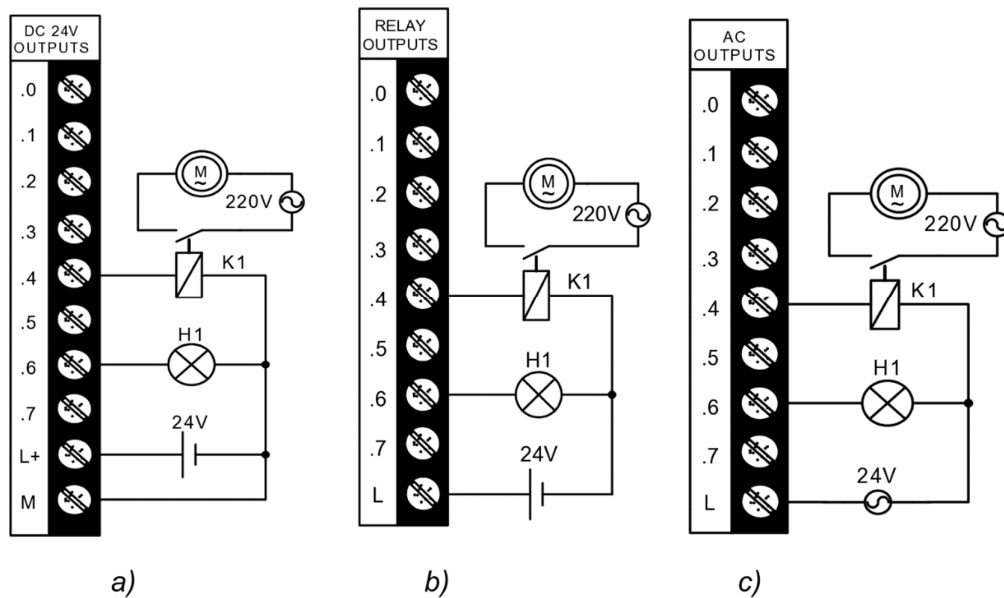 DC 24V
OUTPUTS
.0
.1
.2
.3
.4
.5
.6
.7
L+
M
M
~
220V
K1
H1
24V
a)
RELAY
OUTPUTS
.0
.1
.2
.3
.4
.5
.6
.7
L
M
~
220V
K1
H1
24V
b)
AC
OUTPUTS
.0
.1
.2
.3
.4
.5
.6
.7
L
M
~
220V
K1
H1
24V
c)